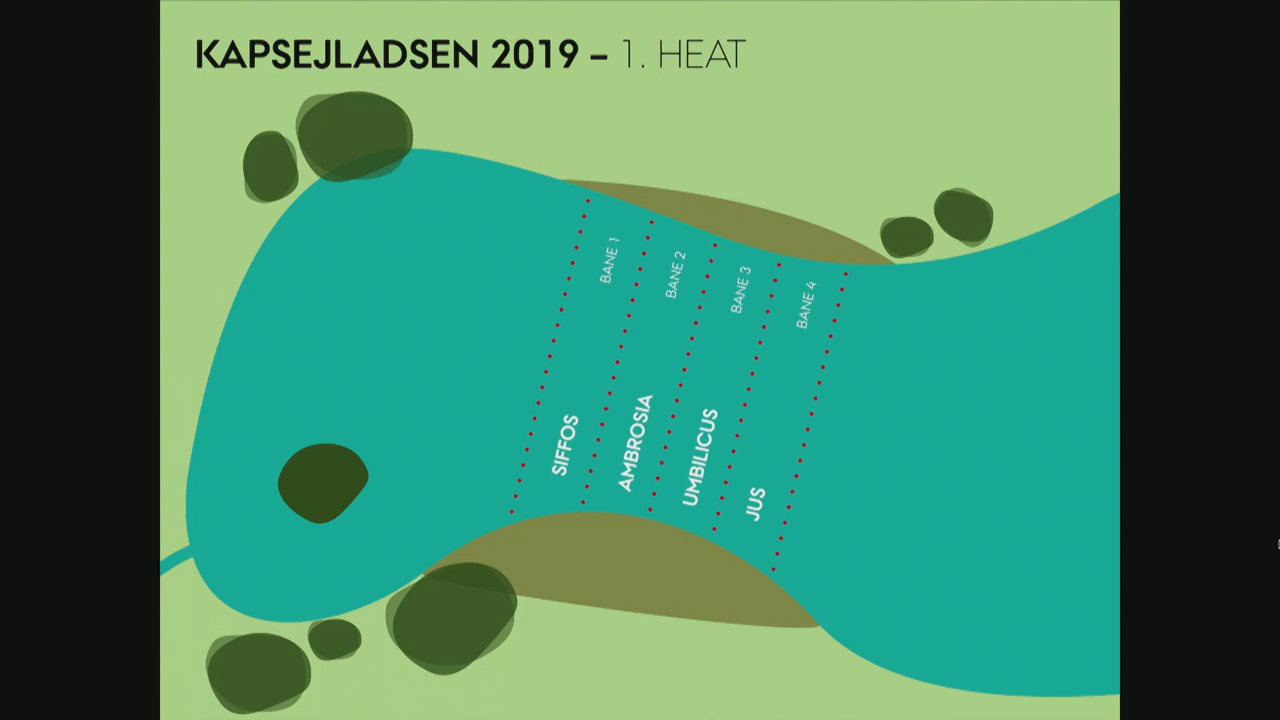 KAPSEJLADSEN 2019 – 1. HEAT
BANE 1
BANE 2
BANE 3
BANE 4
SIFFOS
AMBROSIA
UMBILICUS
JUS